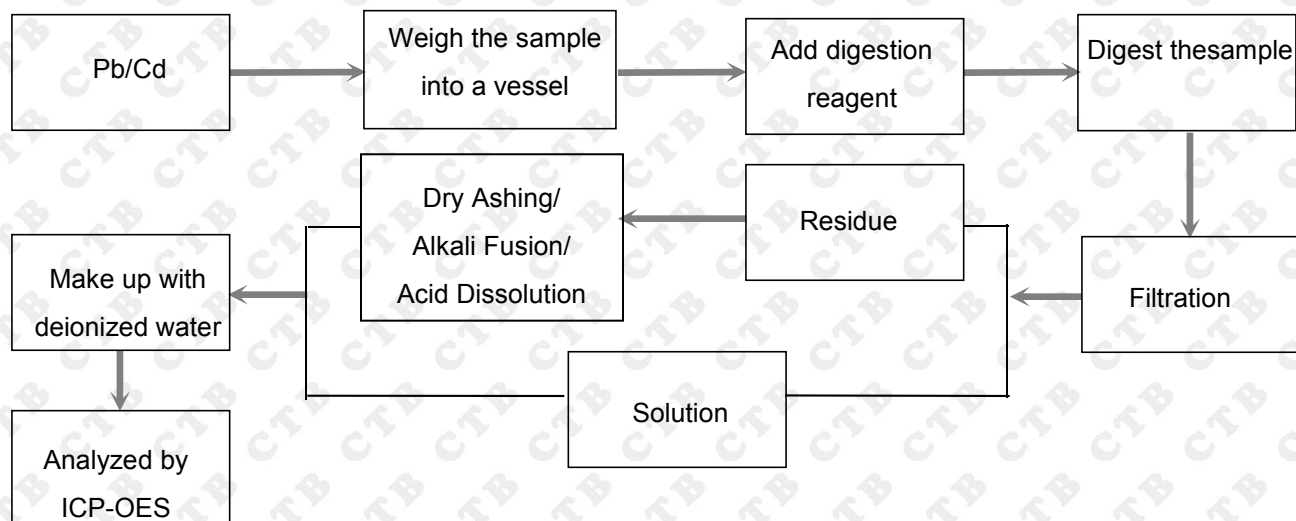 Pb/Cd
Weigh the sample
into a vessel
Add digestion
reagent
Digest thesample
Dry Ashing/
Alkali Fusion/
Acid Dissolution
Residue
Filtration
Make up with
deionized water
Solution
Analyzed by
ICP-OES
CTB